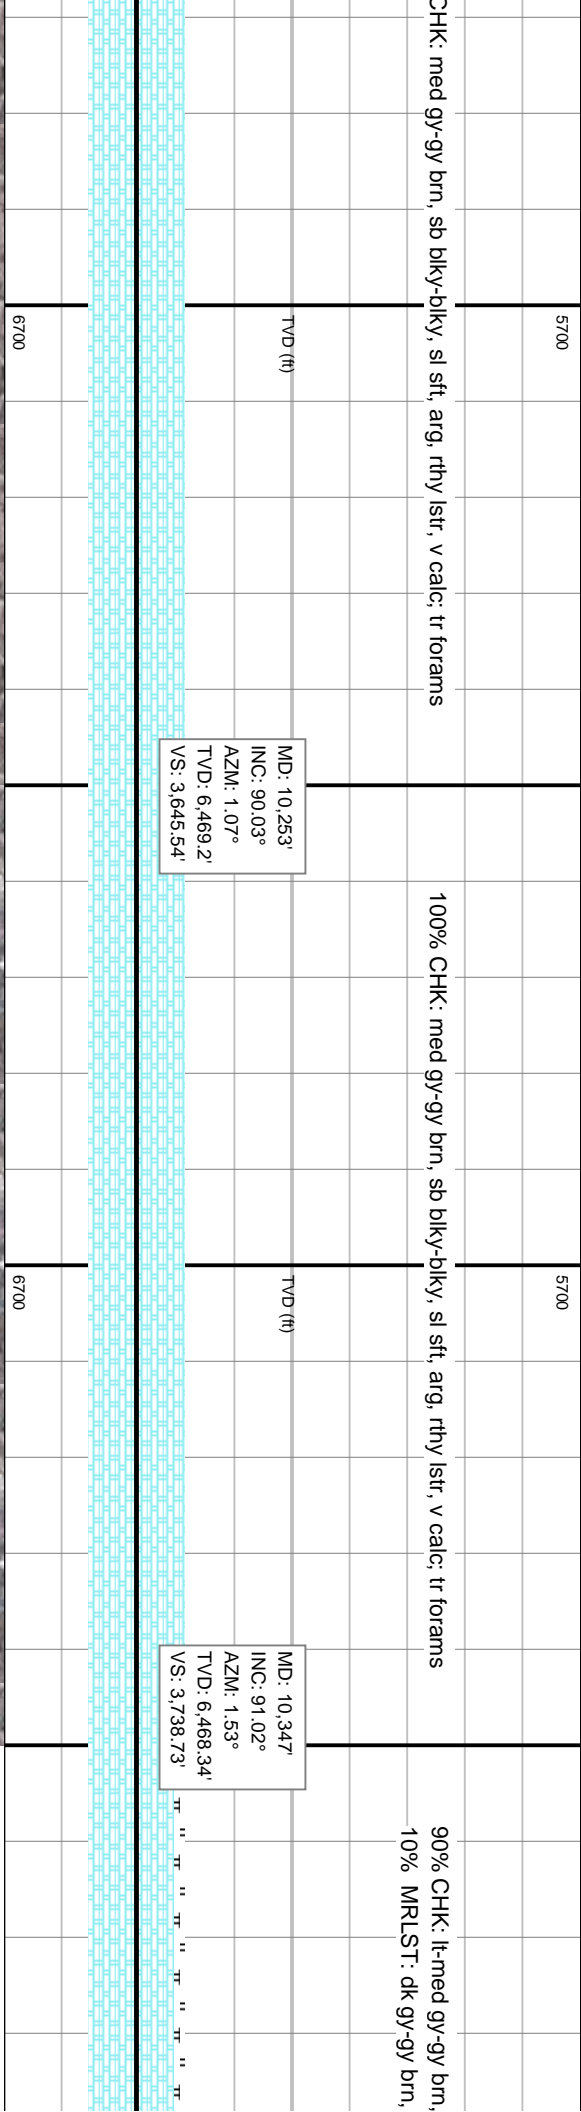 CHK: med gy-gy brn, sb blky-blky, sl sft, arg, rthy lstr, v calc; tr forams
5700
TVD (ft)
6700
MD: 10,253'
INC: 90.03°
AZM: 1.07°
TVD: 6,469.2'
VS: 3,645.54'
100% CHK: med gy-gy brn, sb blky-blky, sl sft, arg, rthy lstr, v calc; tr forams
5700
TVD (ft)
6700
MD: 10,347'
INC: 91.02°
AZM: 1.53°
TVD: 6,468.34'
VS: 3,738.73'
90% CHK: lt-med gy-gy brn,
10% MRLST: dk gy-gy brn,